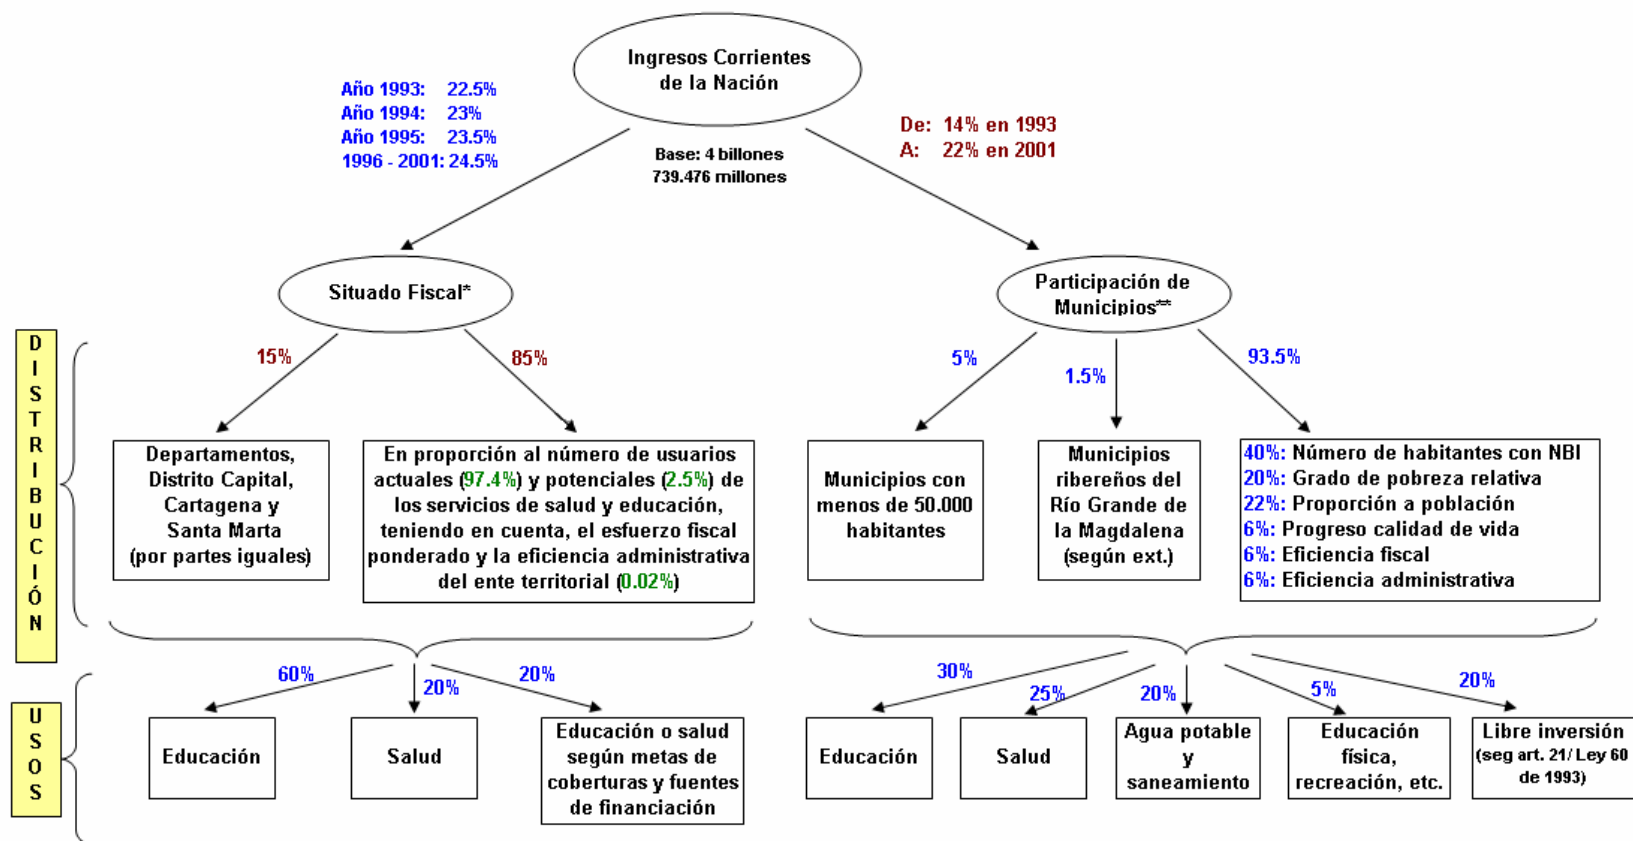 Ingresos Corrientes
de la Nación
Año 1993: 22.5%
Año 1994: 23%
Año 1995: 23.5%
1996 - 2001: 24.5%
Base: 4 billones
739.476 millones
De: 14% en 1993
A: 22% en 2001
Situado Fiscal*
Participación de
Municipios**
DISTRIBUCIÓN
15%
85%
5%
1.5%
93.5%
Departamentos,
Distrito Capital,
Cartagena y
Santa Marta
(por partes iguales)
En proporción al número de usuarios
actuales (97.4%) y potenciales (2.5%) de
los servicios de salud y educación,
teniendo en cuenta, el esfuerzo fiscal
ponderado y la eficiencia administrativa
del ente territorial (0.02%)
Municipios con
menos de 50.000
habitantes
Municipios
ribereños del
Río Grande de
la Magdalena
(según ext.)
40%: Número de habitantes con NBI
20%: Grado de pobreza relativa
22%: Proporción a población
6%: Progreso calidad de vida
6%: Eficiencia fiscal
6%: Eficiencia administrativa
USOS
60%
20%
20%
30%
25%
20%
5%
20%
Educación
Salud
Educación o salud
según metas de
coberturas y fuentes
de financiación
Educación
Salud
Agua potable
y
saneamiento
Educación
física,
recreación, etc.
Libre inversión
(seg art. 21/ Ley 60
de 1993)